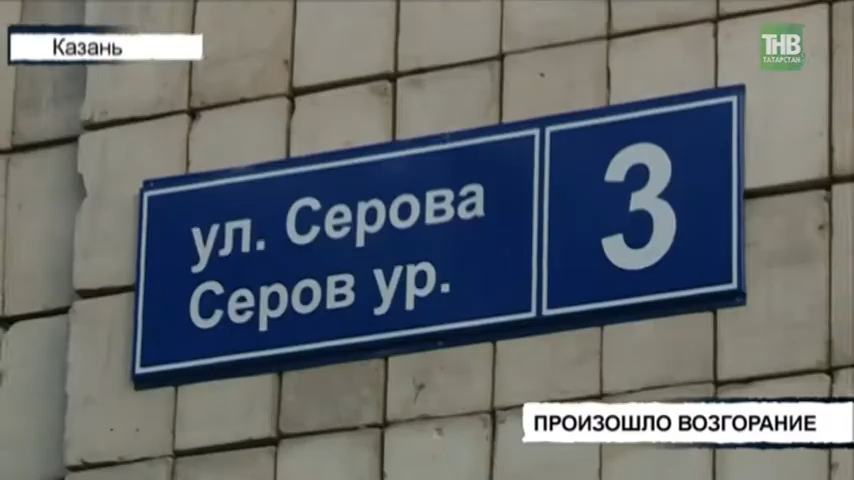 Казань
ТНВ
ТАТАРСТАН
ул. Серова
Серов ур.
3
ПРОИЗОШЛО ВОЗГОРАНИЕ